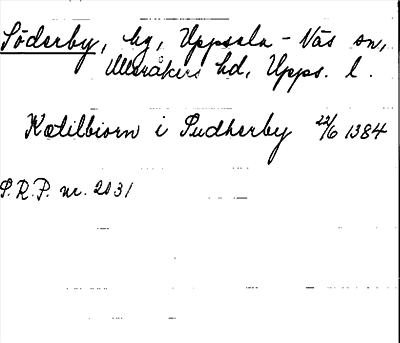 Söderby, by, Uppsala-Näs sn,
Ulleråkers hd, Upps. l.
Ketilbiorn i Sudherby 22/6 1384
S.R.P. nr. 2031